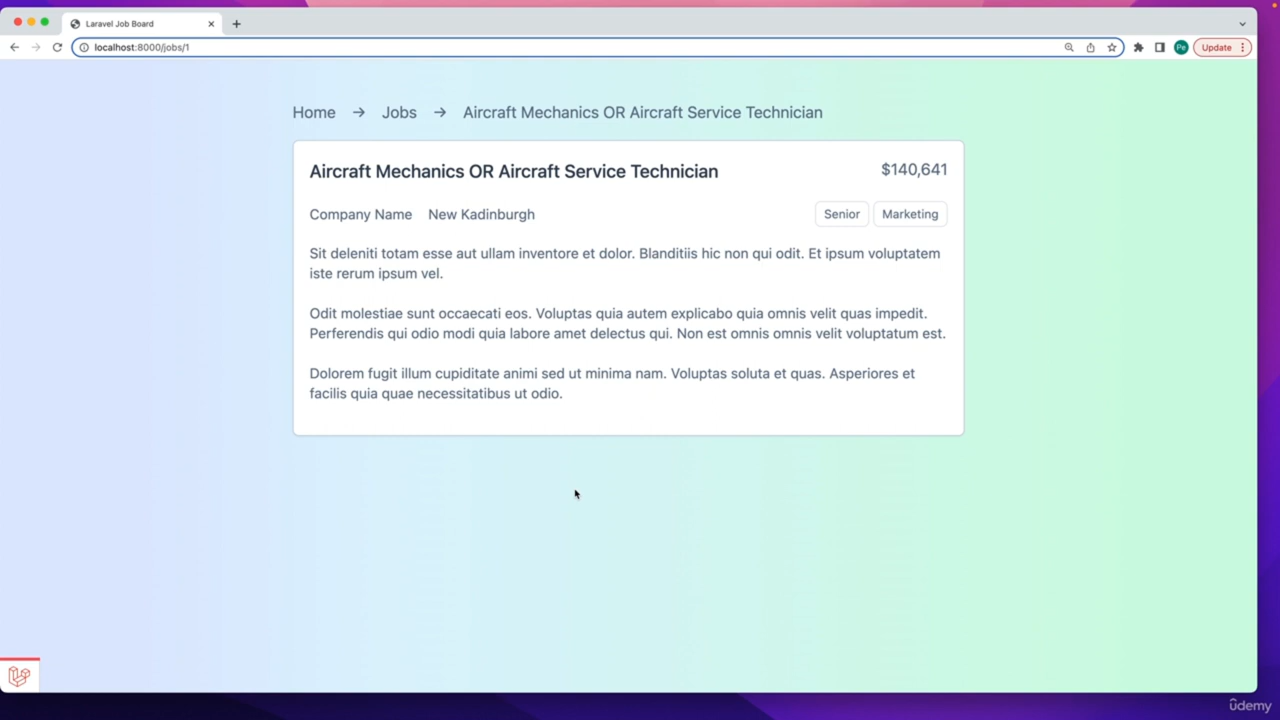 Laravel Job Board
localhost:8000/jobs/1
Pe
Update
Home → Jobs → Aircraft Mechanics OR Aircraft Service Technician
Aircraft Mechanics OR Aircraft Service Technician $140,641
Company Name New Kadinburgh Senior Marketing
Sit deleniti totam esse aut ullam inventore et dolor. Blanditiis hic non qui odit. Et ipsum voluptatem
iste rerum ipsum vel.
Odit molestiae sunt occaecati eos. Voluptas quia autem explicabo quia omnis velit quas impedit.
Perferendis qui odio modi quia labore amet delectus qui. Non est omnis omnis velit voluptatum est.
Dolorem fugit illum cupiditate animi sed ut minima nam. Voluptas soluta et quas. Asperiores et
facilis quia quae necessitatibus ut odio.
ûdemy